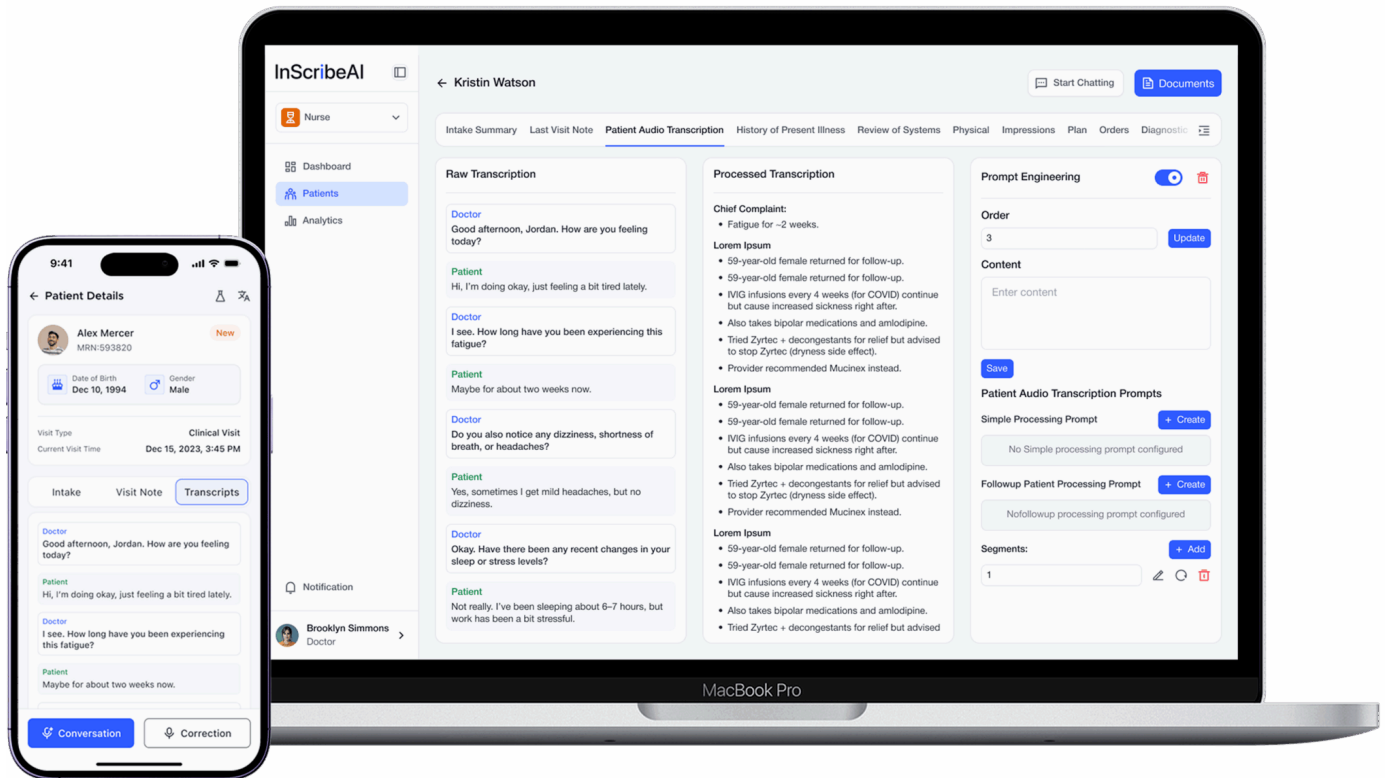 InScribeAI
Nurse
Dashboard
Patients
Analytics
Notification
Brooklyn Simmons
Doctor
Kristin Watson
Start Chatting
Documents
Intake Summary
Last Visit Note
Patient Audio Transcription
History of Present Illness
Review of Systems
Physical
Impressions
Plan
Orders
Diagnostic
Raw Transcription
Doctor
Good afternoon, Jordan. How are you feeling
today?
Patient
Hi, I'm doing okay, just feeling a bit tired lately.
Doctor
I see. How long have you been experiencing this
fatigue?
Patient
Maybe for about two weeks now.
Doctor
Do you also notice any dizziness, shortness of
breath, or headaches?
Patient
Yes, sometimes I get mild headaches, but no
dizziness.
Doctor
Okay. Have there been any recent changes in your
sleep or stress levels?
Patient
Not really. I've been sleeping about 6–7 hours, but
work has been a bit stressful.
Processed Transcription
Chief Complaint:
• Fatigue for ~2 weeks.
Lorem Ipsum
• 59-year-old female returned for follow-up.
• 59-year-old female returned for follow-up.
• IVIG infusions every 4 weeks (for COVID) continue
but cause increased sickness right after.
• Also takes bipolar medications and amlodipine.
• Tried Zyrtec + decongestants for relief but advised
to stop Zyrtec (dryness side effect).
• Provider recommended Mucinex instead.
Lorem Ipsum
• 59-year-old female returned for follow-up.
• 59-year-old female returned for follow-up.
• IVIG infusions every 4 weeks (for COVID) continue
but cause increased sickness right after.
• Also takes bipolar medications and amlodipine.
• Tried Zyrtec + decongestants for relief but advised
to stop Zyrtec (dryness side effect).
• Provider recommended Mucinex instead.
Lorem Ipsum
• 59-year-old female returned for follow-up.
• 59-year-old female returned for follow-up.
• IVIG infusions every 4 weeks (for COVID) continue
but cause increased sickness right after.
• Also takes bipolar medications and amlodipine.
• Tried Zyrtec + decongestants for relief but advised
Prompt Engineering
Order
3
Update
Content
Enter content
Save
Patient Audio Transcription Prompts
Simple Processing Prompt
+ Create
No Simple processing prompt configured
Followup Patient Processing Prompt
+ Create
Nofollowup processing prompt configured
Segments:
+ Add
1
MacBook Pro
9:41
Patient Details
Alex Mercer
New
MRN:593820
Date of Birth
Dec 10, 1994
Gender
Male
Visit Type
Clinical Visit
Current Visit Time
Dec 15, 2023, 3:45 PM
Intake
Visit Note
Transcripts
Doctor
Good afternoon, Jordan. How are you feeling
today?
Patient
Hi, I'm doing okay, just feeling a bit tired lately.
Doctor
I see. How long have you been experiencing
this fatigue?
Patient
Maybe for about two weeks now.
Conversation
Correction